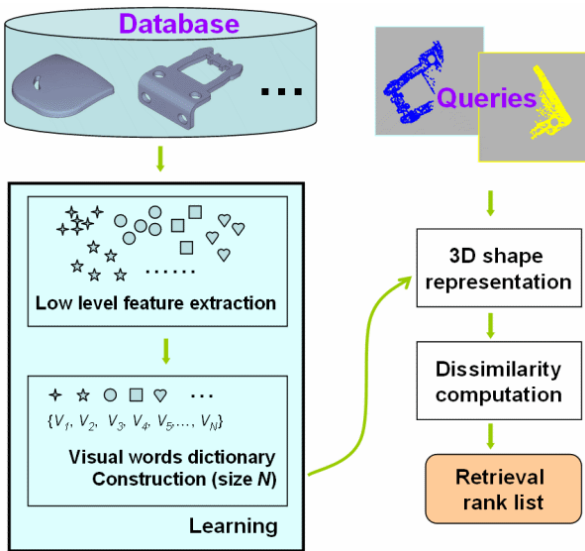 Database
...
Queries
......
Low level feature extraction
...
{V1, V2, V3, V4, V5,..., VN}
Visual words dictionary
Construction (size N)
Learning
3D shape
representation
Dissimilarity
computation
Retrieval
rank list